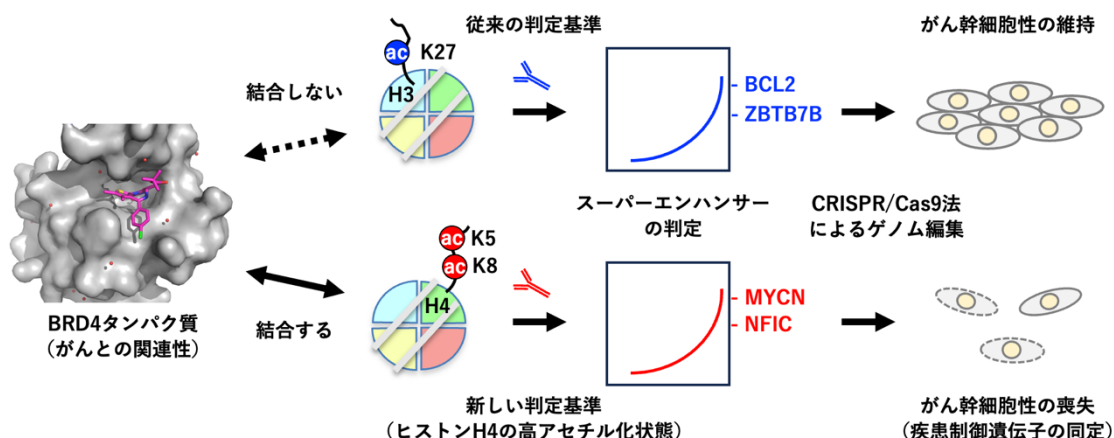 従来の判定基準
がん幹細胞性の維持
ac
K27
H3
結合しない
BCL2
ZBTB7B
スーパーエンハンサー
の判定
CRISPR/Cas9法
によるゲノム編集
ac
K5
ac
K8
H4
結合する
BRD4タンパク質
（がんとの関連性）
MYCN
NFIC
新しい判定基準
（ヒストンH4の高アセチル化状態）
がん幹細胞性の喪失
（疾患制御遺伝子の同定）